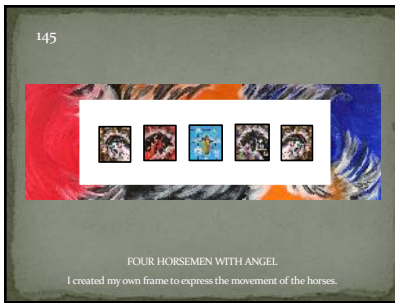 145
FOUR HORSEMEN WITH ANGEL
I created my own frame to express the movement of the horses.